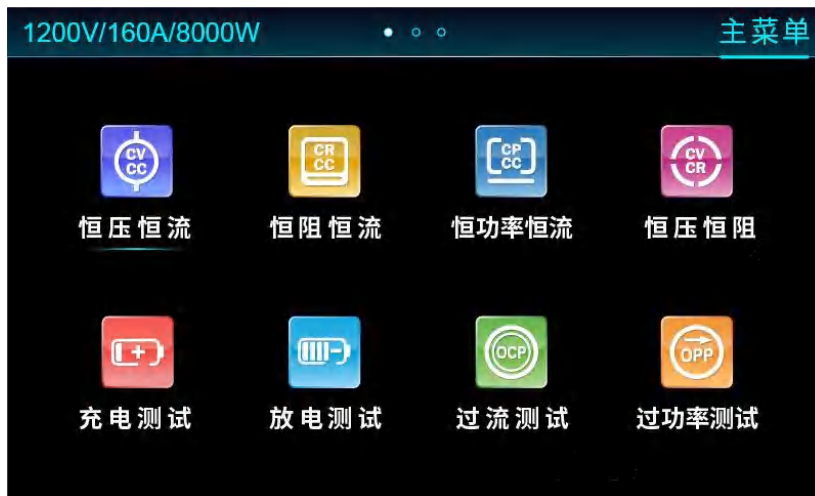 1200V/160A/8000W
主菜单
CV
CC
CR
CC
CP
CC
CV
CR
恒压恒流
恒阻恒流
恒功率恒流
恒压恒阻
OCP
OPP
充电测试
放电测试
过流测试
过功率测试